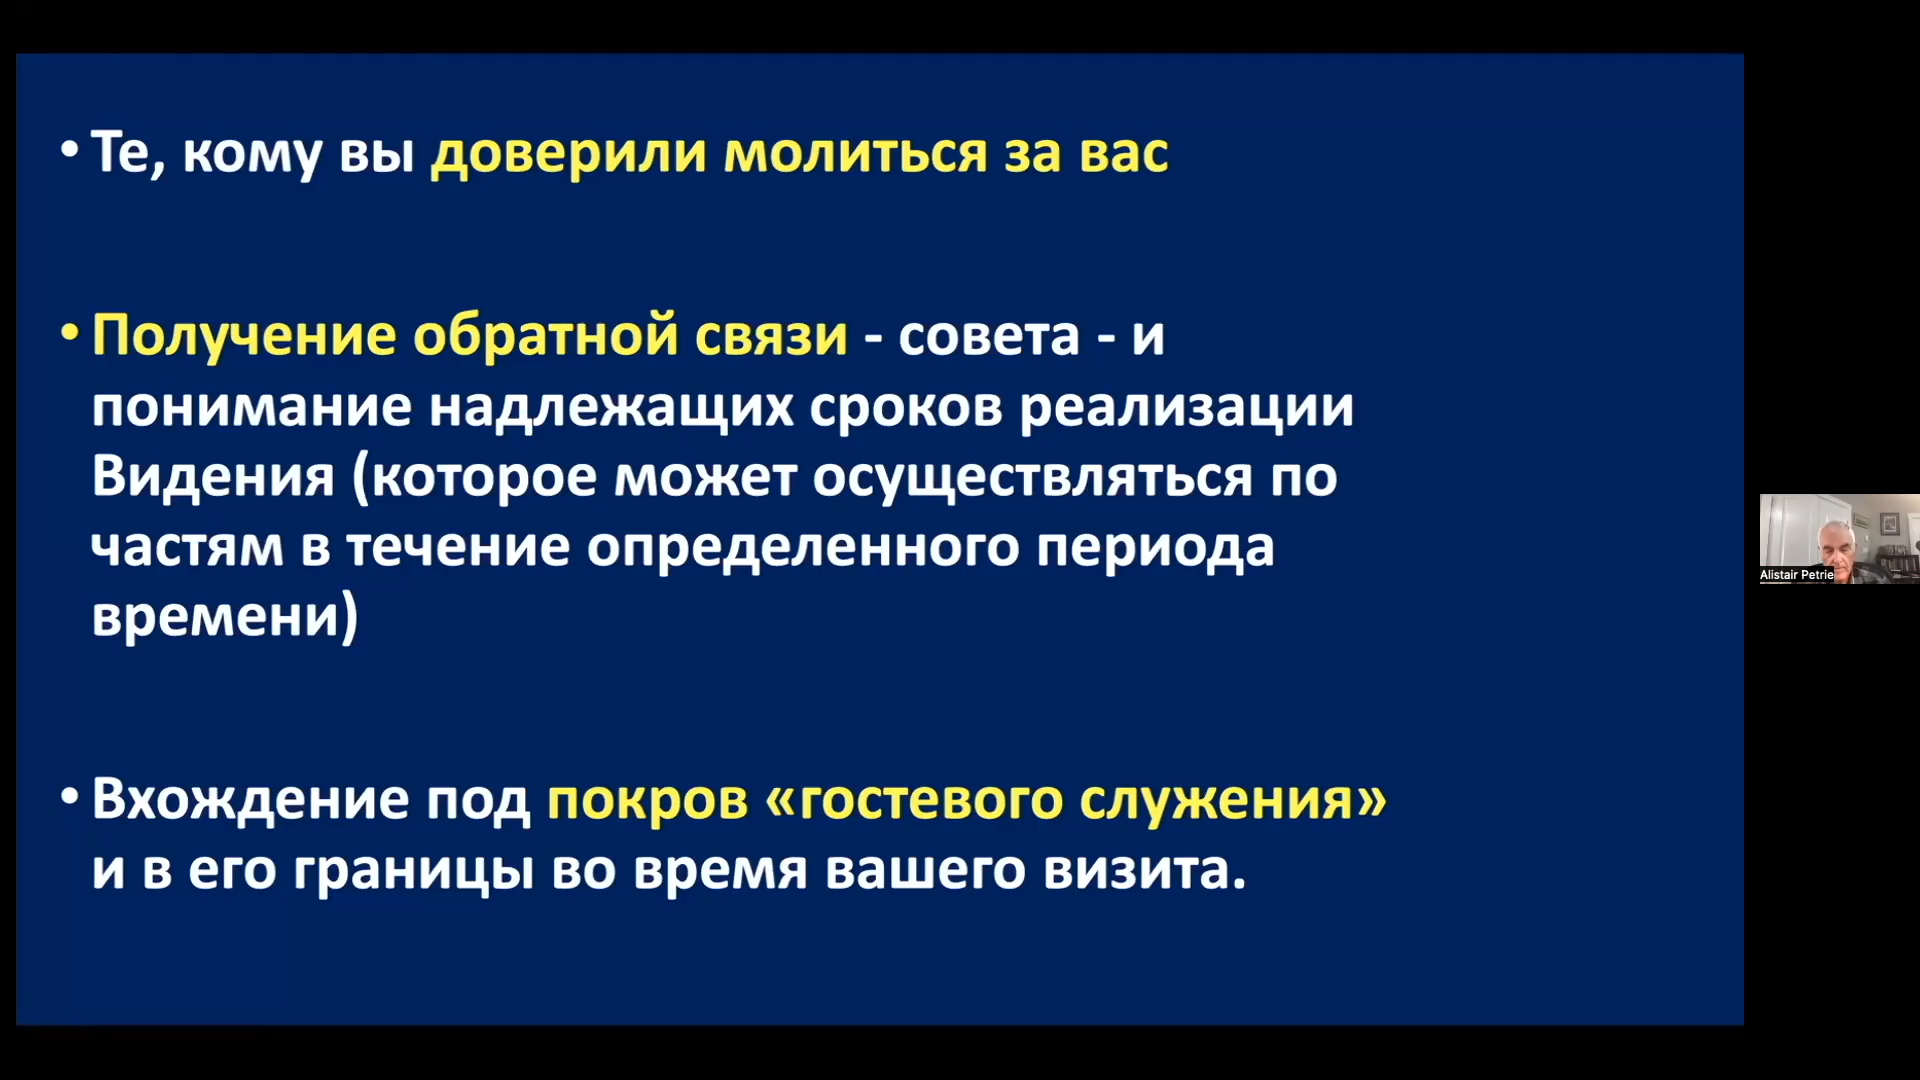 • Те, кому вы доверили молиться за вас
• Получение обратной связи - совета - и
понимание надлежащих сроков реализации
Видения (которое может осуществляться по
частям в течение определенного периода
времени)
• Вхождение под покров «гостевого служения»
и в его границы во время вашего визита.
Alistair Petrie